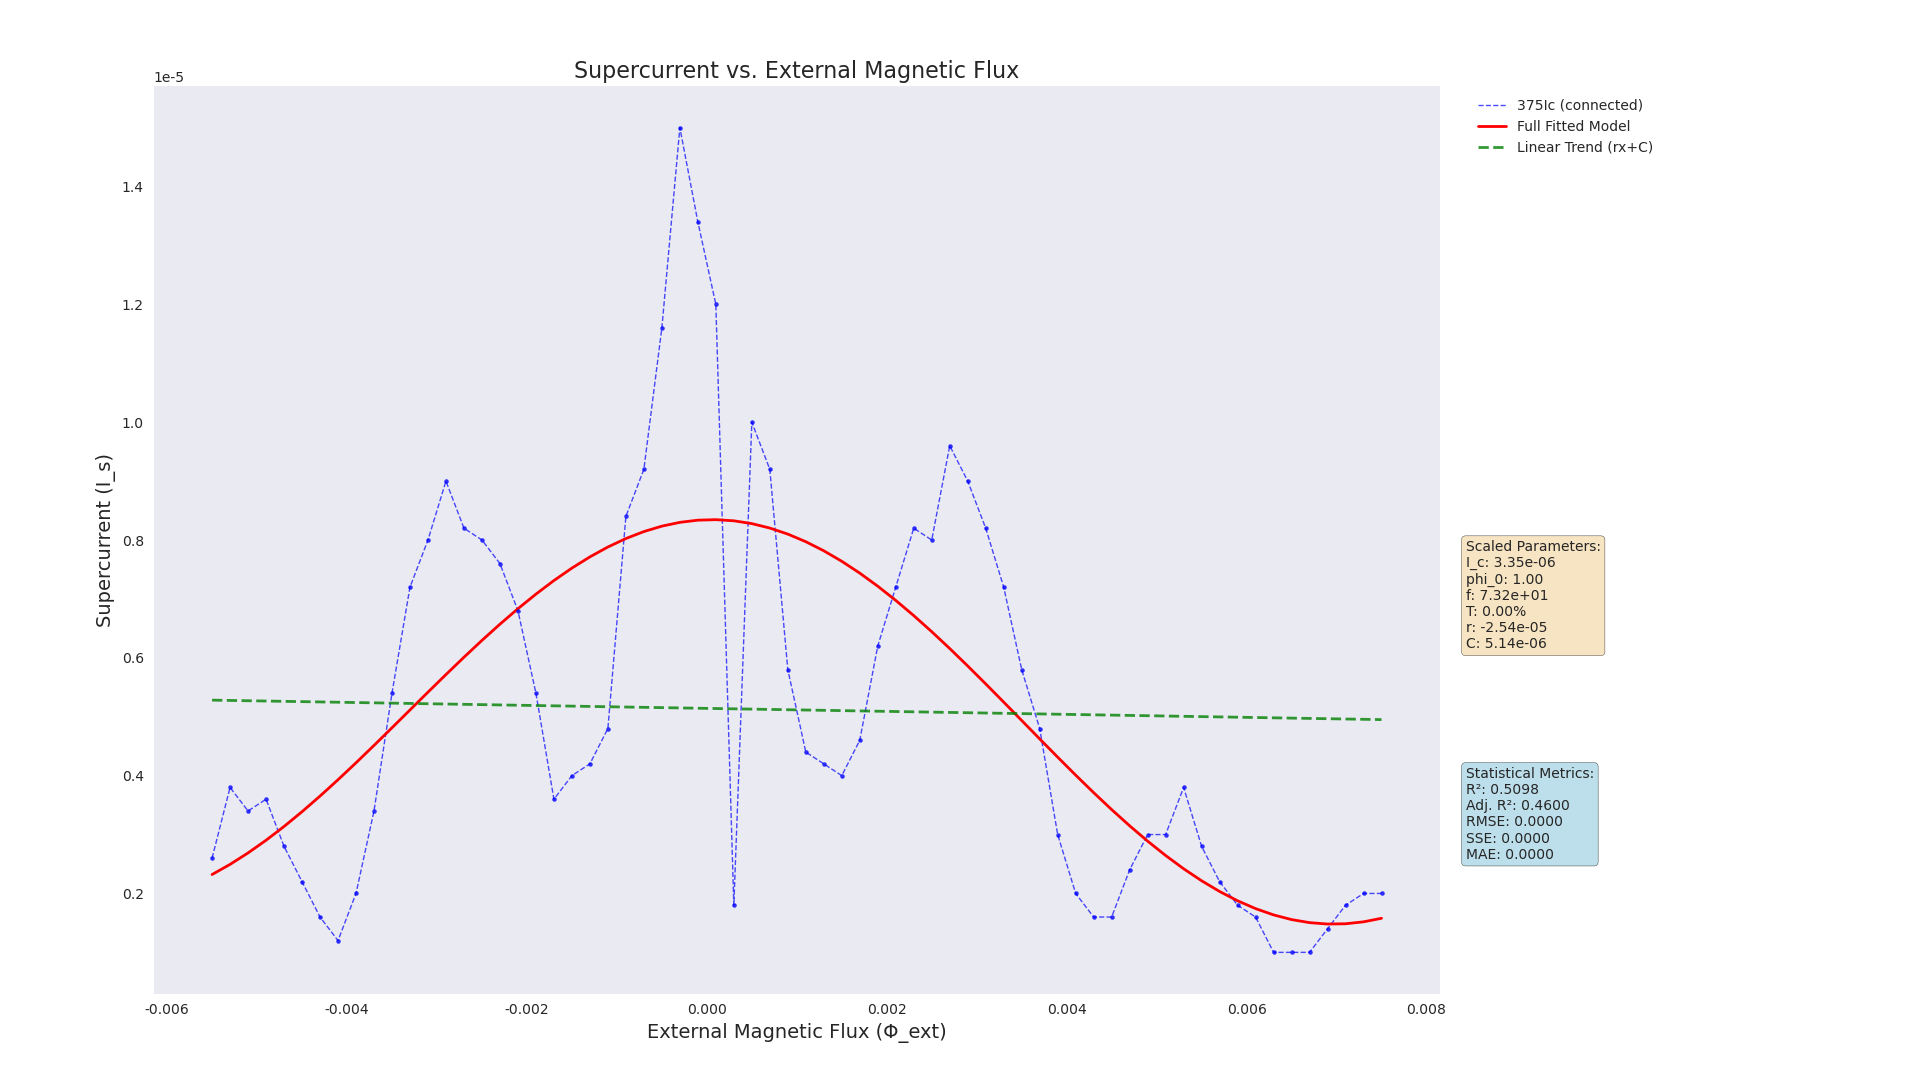 Supercurrent vs. External Magnetic Flux
1e-5
1.4
1.2
1.0
0.8
0.6
0.4
0.2
Supercurrent (I_s)
-0.006
-0.004
-0.002
0.000
0.002
0.004
0.006
0.008
External Magnetic Flux (Φ_ext)
375Ic (connected)
Full Fitted Model
Linear Trend (rx+C)
Scaled Parameters:
I_c: 3.35e-06
phi_0: 1.00
f: 7.32e+01
T: 0.00%
r: -2.54e-05
C: 5.14e-06
Statistical Metrics:
R²: 0.5098
Adj. R²: 0.4600
RMSE: 0.0000
SSE: 0.0000
MAE: 0.0000